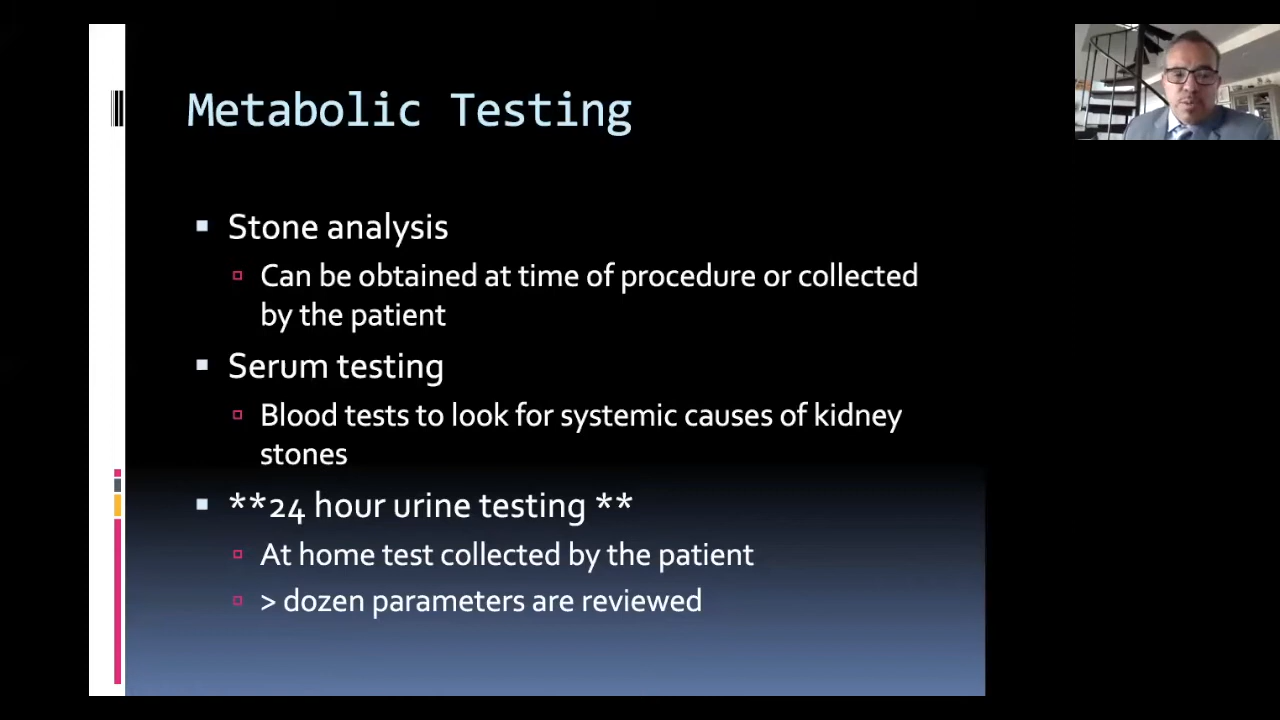 Metabolic Testing
Stone analysis
Can be obtained at time of procedure or collected
by the patient
Serum testing
Blood tests to look for systemic causes of kidney
stones
**24 hour urine testing **
At home test collected by the patient
> dozen parameters are reviewed